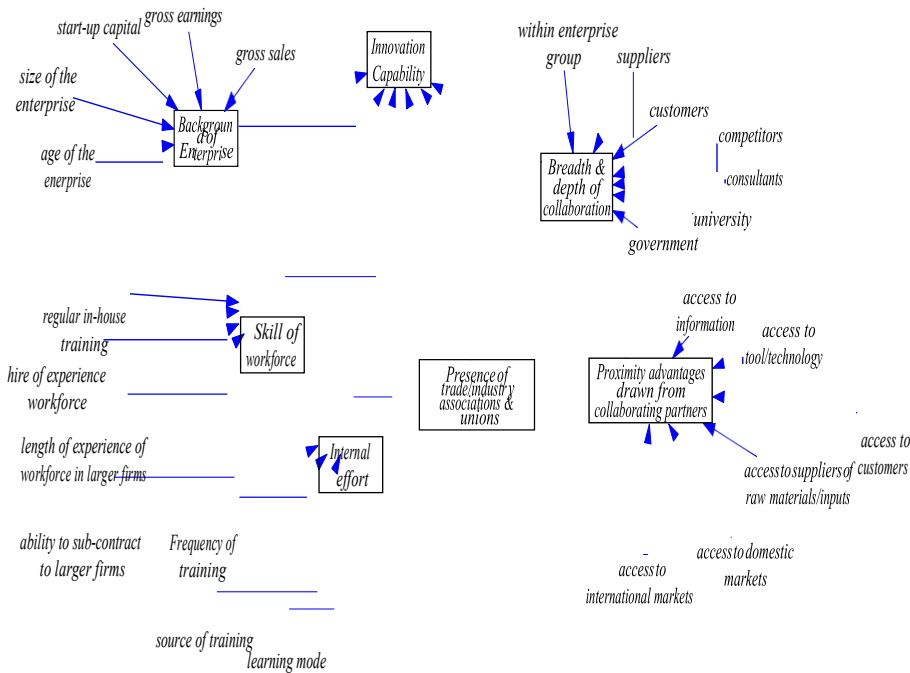 start-up capital
gross earnings
gross sales
size of the
enterprise
age of the
enerprise
Backgroun
d of
Enterprise
Innovation
Capability
within enterprise
group
suppliers
customers
competitors
consultants
university
government
Breadth &
depth of
collaboration
regular in-house
training
hire of experience
workforce
length of experience of
workforce in larger firms
ability to sub-contract
to larger firms
Skill of
workforce
Internal
effort
Frequency of
training
source of training
learning mode
Presence of
trade/industry
associations &
unions
access to
information
access to
tool/technology
Proximity advantages
drawn from
collaborating partners
access to
customers
access to suppliers of
raw materials/inputs
access to domestic
markets
access to
international markets